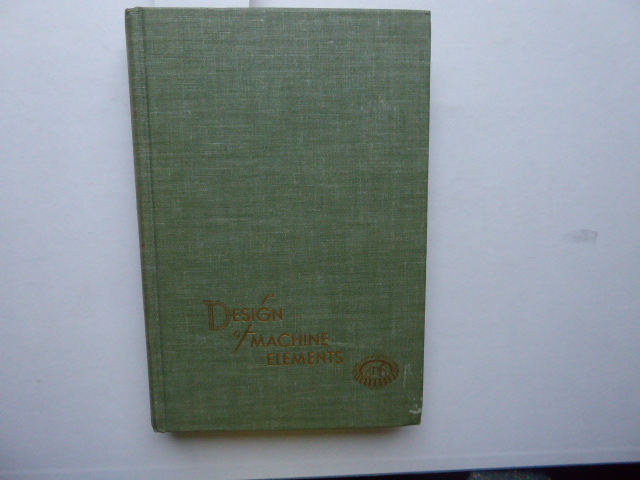 DESIGN
of MACHINE
ELEMENTS